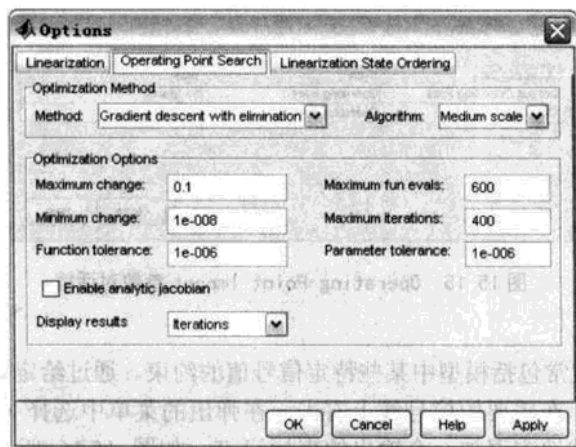 Options
Linearization Operating Point Search Linearization State Ordering
Optimization Method
Method: Gradient descent with elimination Algorithm: Medium scale
Optimization Options
Maximum change: 0.1 Maximum fun evals: 600
Minimum change: 1e-008 Maximum iterations: 400
Function tolerance: 1e-006 Parameter tolerance: 1e-006
Enable analytic jacobian
Display results Iterations
OK Cancel Help Apply